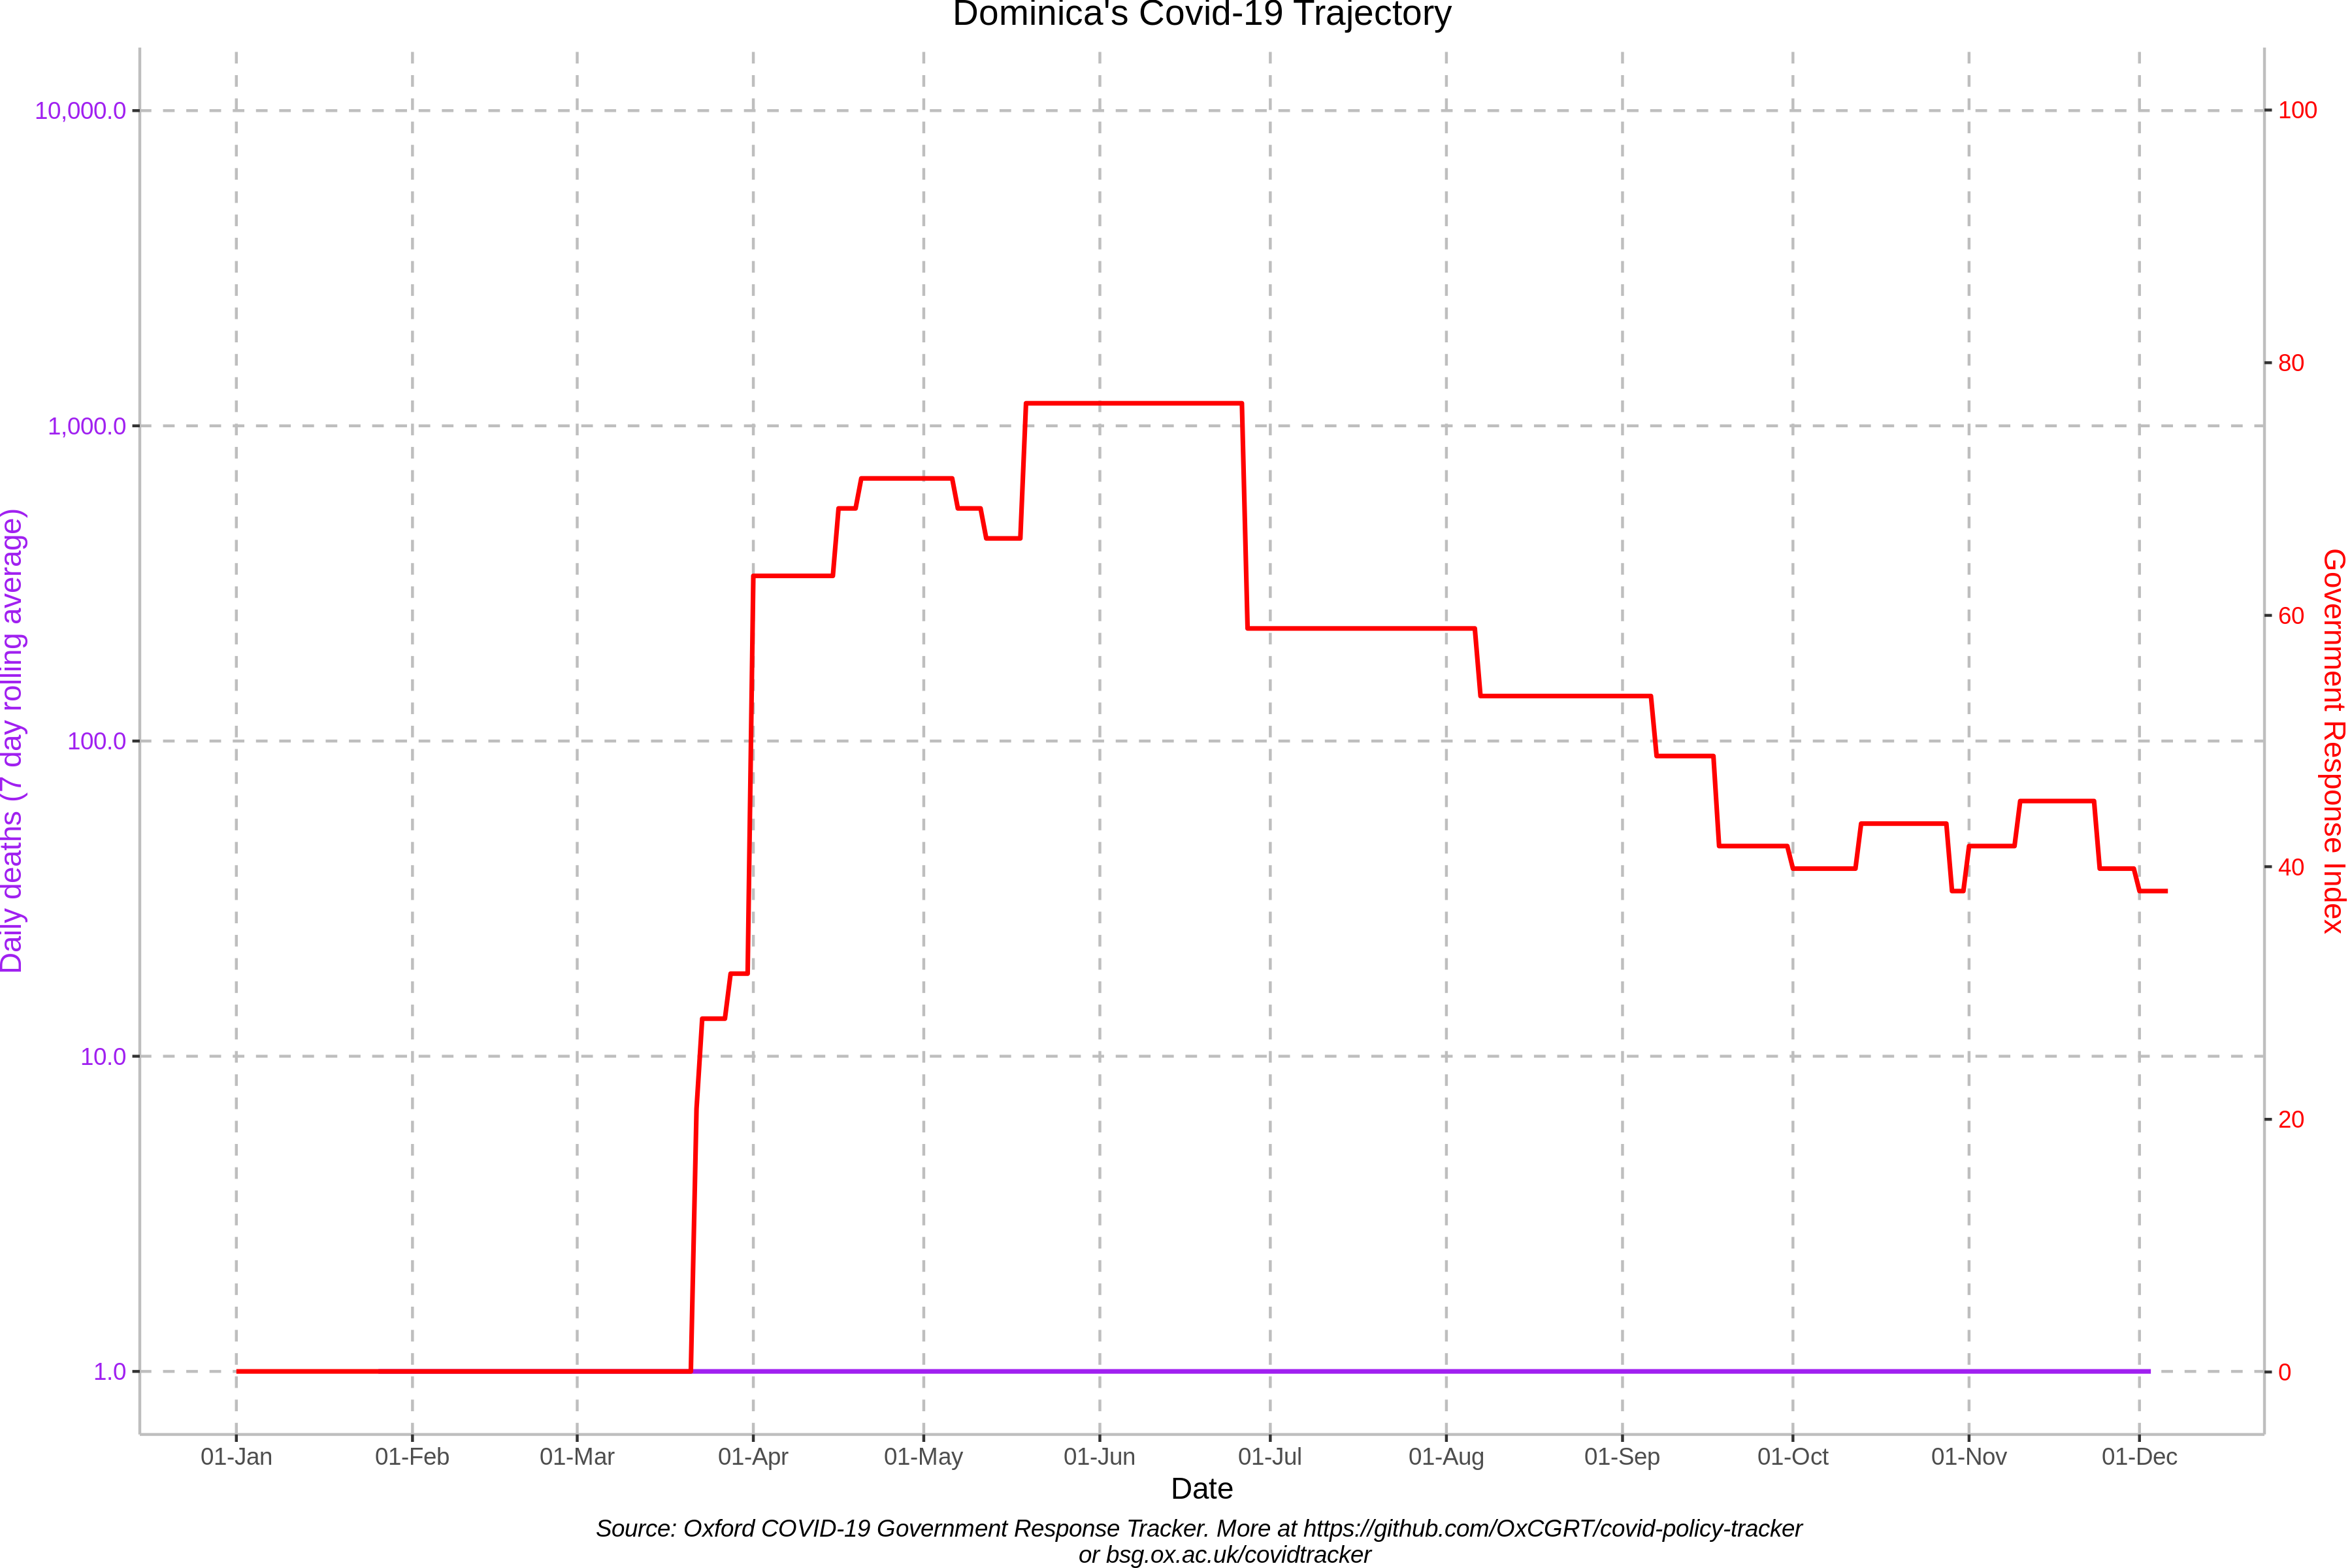 Dominica's Covid-19 Trajectory
10,000.0
1,000.0
100.0
10.0
1.0
Daily deaths (7 day rolling average)
100
80
60
40
20
0
Government Response Index
01-Jan 01-Feb 01-Mar 01-Apr 01-May 01-Jun 01-Jul 01-Aug 01-Sep 01-Oct 01-Nov 01-Dec
Date
Source: Oxford COVID-19 Government Response Tracker. More at https://github.com/OxCGRT/covid-policy-tracker
or bsg.ox.ac.uk/covidtracker